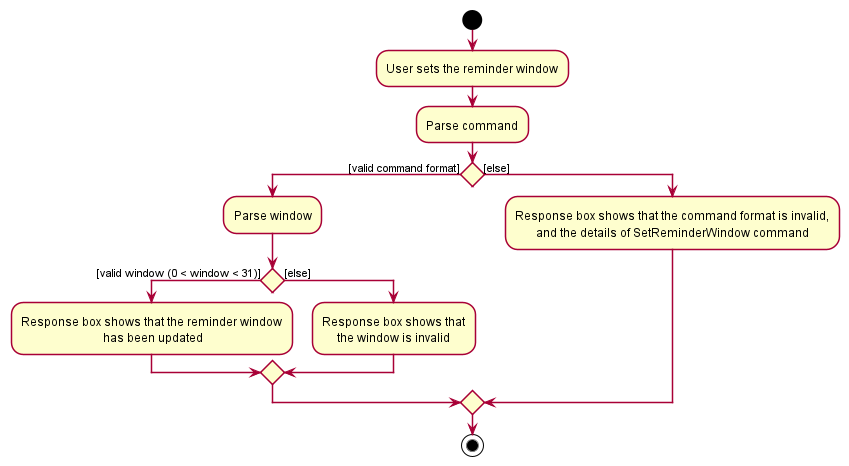 User sets the reminder window
Parse command
[valid command format]
[else]
Parse window
Response box shows that the command format is invalid,
and the details of SetReminderWindow command
[valid window (0 < window < 31)]
[else]
Response box shows that the reminder window
has been updated
Response box shows that
the window is invalid